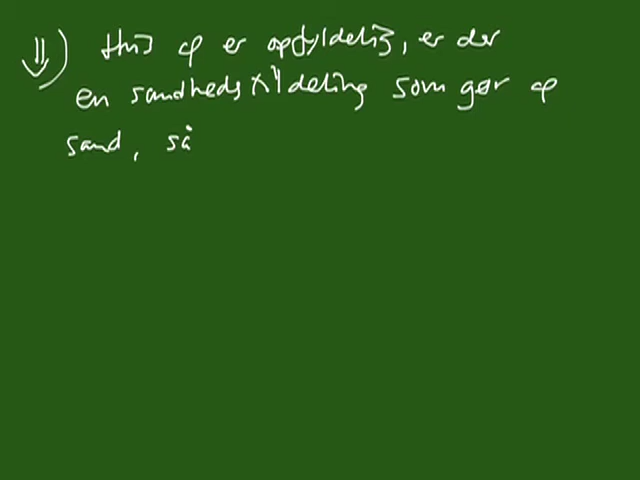 ⇓) Hvis φ er opfyldelig, er der
en sandhedstildeling som gør φ
sand, så